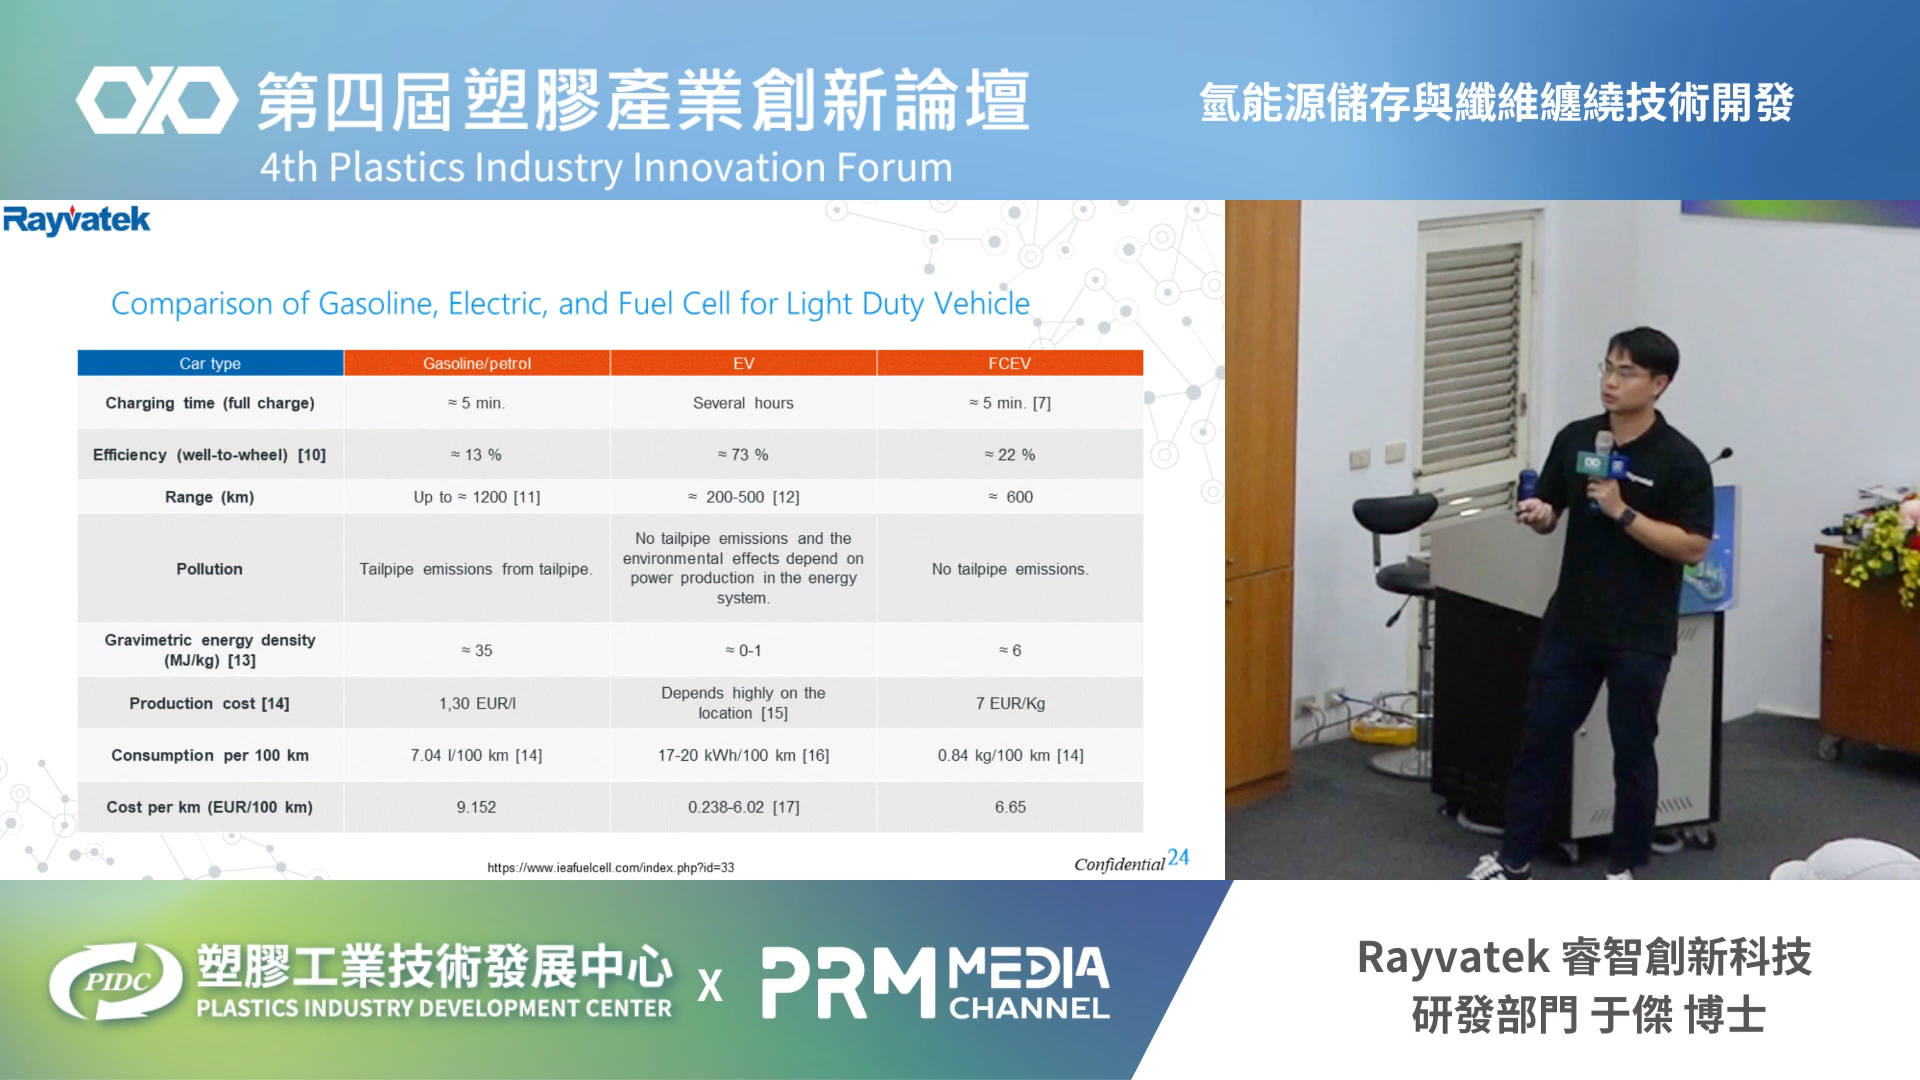 第四屆塑膠產業創新論壇
4th Plastics Industry Innovation Forum
氫能源儲存與纖維纏繞技術開發
Rayvatek
Comparison of Gasoline, Electric, and Fuel Cell for Light Duty Vehicle
Car type Gasoline/petrol EV FCEV
Charging time (full charge) ≈ 5 min. Several hours ≈ 5 min. [7]
Efficiency (well-to-wheel) [10] ≈ 13 % ≈ 73 % ≈ 22 %
Range (km) Up to ≈ 1200 [11] ≈ 200-500 [12] ≈ 600
Pollution Tailpipe emissions from tailpipe.
No tailpipe emissions and the
environmental effects depend on
power production in the energy
system.
No tailpipe emissions.
Gravimetric energy density
(MJ/kg) [13]
≈ 35 ≈ 0-1 ≈ 6
Production cost [14] 1,30 EUR/l
Depends highly on the
location [15]
7 EUR/Kg
Consumption per 100 km 7.04 l/100 km [14] 17-20 kWh/100 km [16] 0.84 kg/100 km [14]
Cost per km (EUR/100 km) 9.152 0.238-6.02 [17] 6.65
https://www.ieafuelcell.com/index.php?id=33
Confidential 24
PIDC
塑膠工業技術發展中心
PLASTICS INDUSTRY DEVELOPMENT CENTER
X
PRM MEDIA
CHANNEL
Rayvatek 睿智創新科技
研發部門 于傑 博士